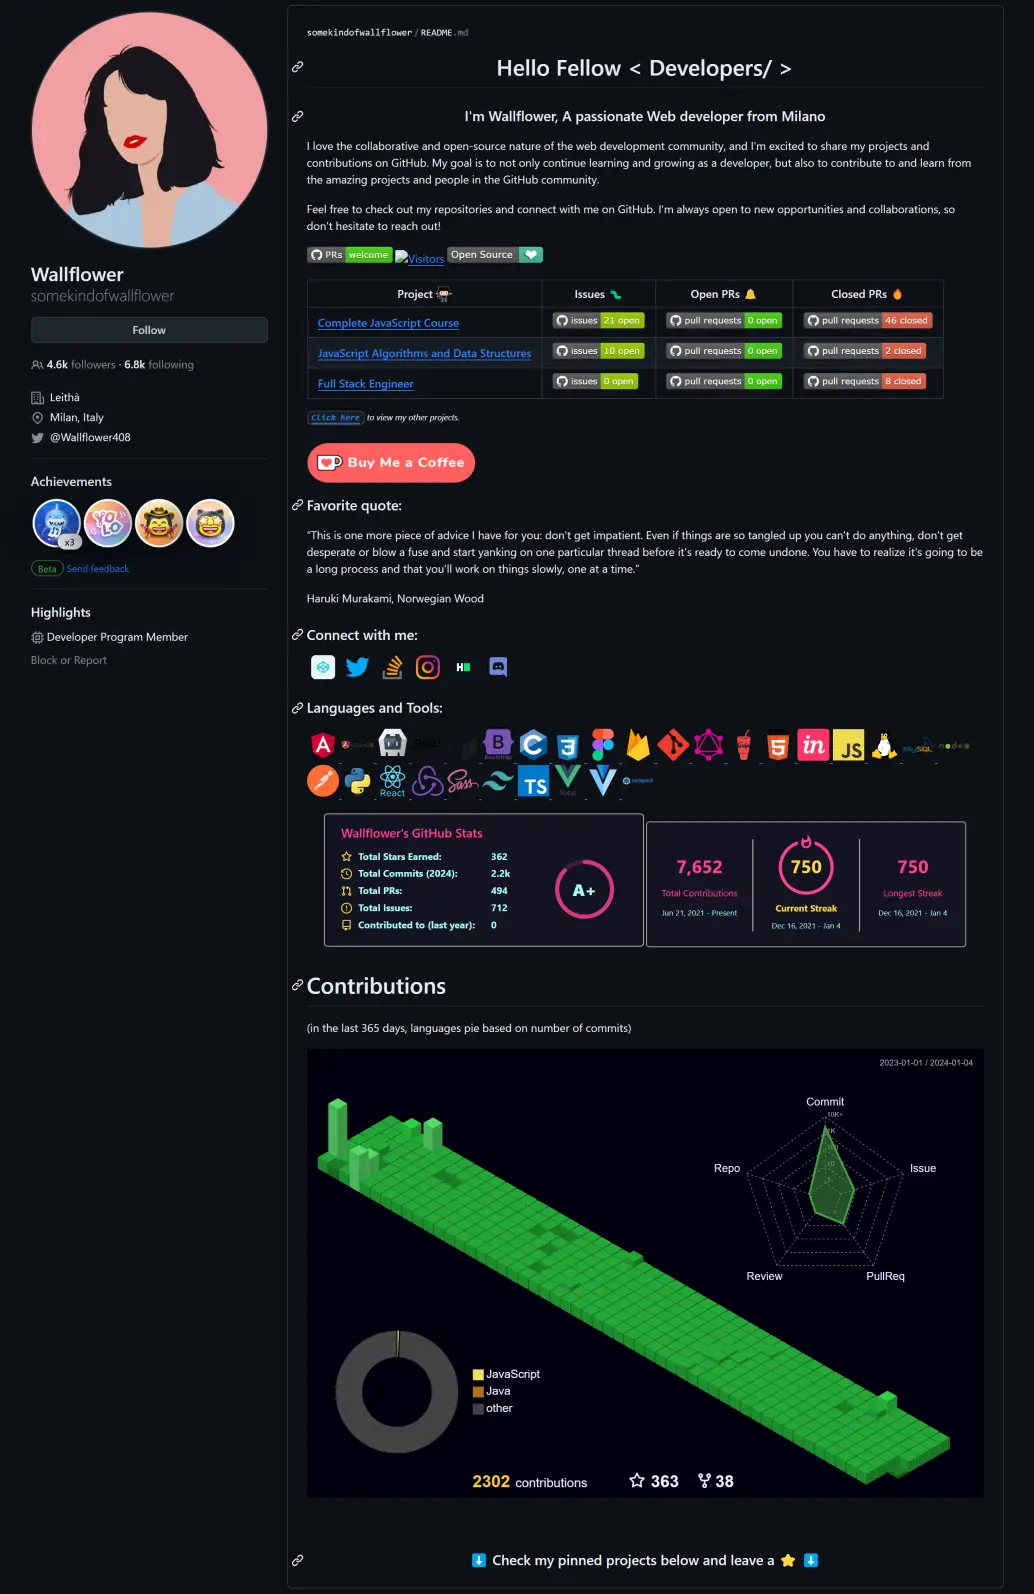 somekindofwallflower / README.md
Hello Fellow < Developers/ >
I'm Wallflower, A passionate Web developer from Milano
I love the collaborative and open-source nature of the web development community, and I'm excited to share my projects and
contributions on GitHub. My goal is to not only continue learning and growing as a developer, but also to contribute to and learn from
the amazing projects and people in the GitHub community.
Feel free to check out my repositories and connect with me on GitHub. I'm always open to new opportunities and collaborations, so
don't hesitate to reach out!
PRs welcome Visitors Open Source
Project Issues Open PRs Closed PRs
Complete JavaScript Course issues 21 open pull requests 0 open pull requests 46 closed
JavaScript Algorithms and Data Structures issues 10 open pull requests 0 open pull requests 2 closed
Full Stack Engineer issues 0 open pull requests 0 open pull requests 8 closed
Click here to view my other projects.
Buy Me a Coffee
Favorite quote:
"This is one more piece of advice I have for you: don't get impatient. Even if things are so tangled up you can't do anything, don't get
desperate or blow a fuse and start yanking on one particular thread before it's ready to come undone. You have to realize it's going to be
a long process and that you'll work on things slowly, one at a time."
Haruki Murakami, Norwegian Wood
Connect with me:
H
Languages and Tools:
A B Bootstrap C 3 5 in JS MySQL node
React Sass TS Vue.js
Wallflower
somekindofwallflower
Follow
4.6k followers · 6.8k following
Leithà
Milan, Italy
@Wallflower408
Achievements
YOLO
x3
Beta Send feedback
Highlights
Developer Program Member
Block or Report
Wallflower's GitHub Stats
Total Stars Earned: 362
Total Commits (2024): 2.2k
Total PRs: 494
Total Issues: 712
Contributed to (last year): 0
A+
7,652
Total Contributions
Jun 21, 2021 - Present
750
Current Streak
Dec 16, 2021 - Jan 4
750
Longest Streak
Dec 16, 2021 - Jan 4
Contributions
(in the last 365 days, languages pie based on number of commits)
2023-01-01 / 2024-01-04
Commit
10K+
1K
10
Repo
Issue
Review
PullReq
JavaScript
Java
other
2302 contributions 363 38
Check my pinned projects below and leave a